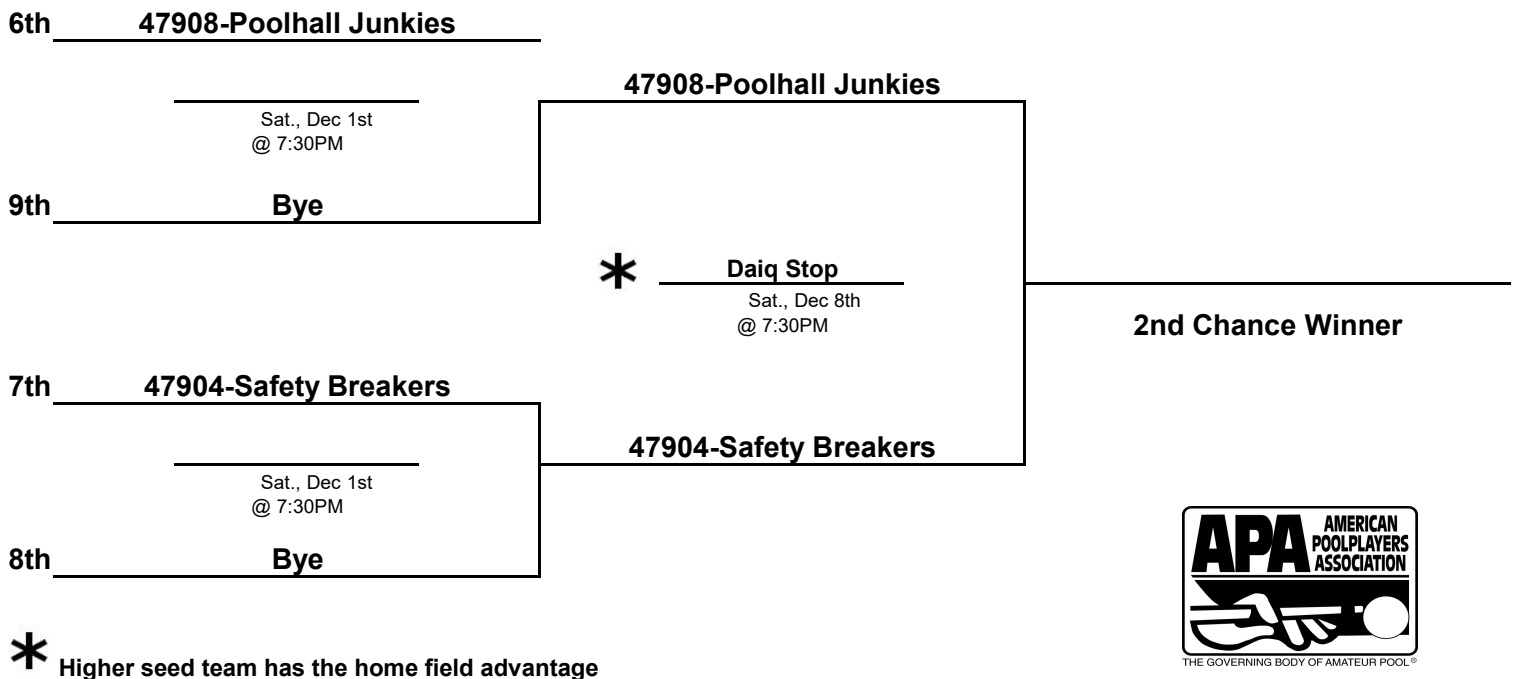 6th 47908-Poolhall Junkies
47908-Poolhall Junkies
Sat., Dec 1st
@ 7:30PM
9th Bye
* Daiq Stop
Sat., Dec 8th
@ 7:30PM
2nd Chance Winner
7th 47904-Safety Breakers
47904-Safety Breakers
Sat., Dec 1st
@ 7:30PM
8th Bye
APA AMERICAN
POOLPLAYERS
ASSOCIATION
THE GOVERNING BODY OF AMATEUR POOL®
* Higher seed team has the home field advantage